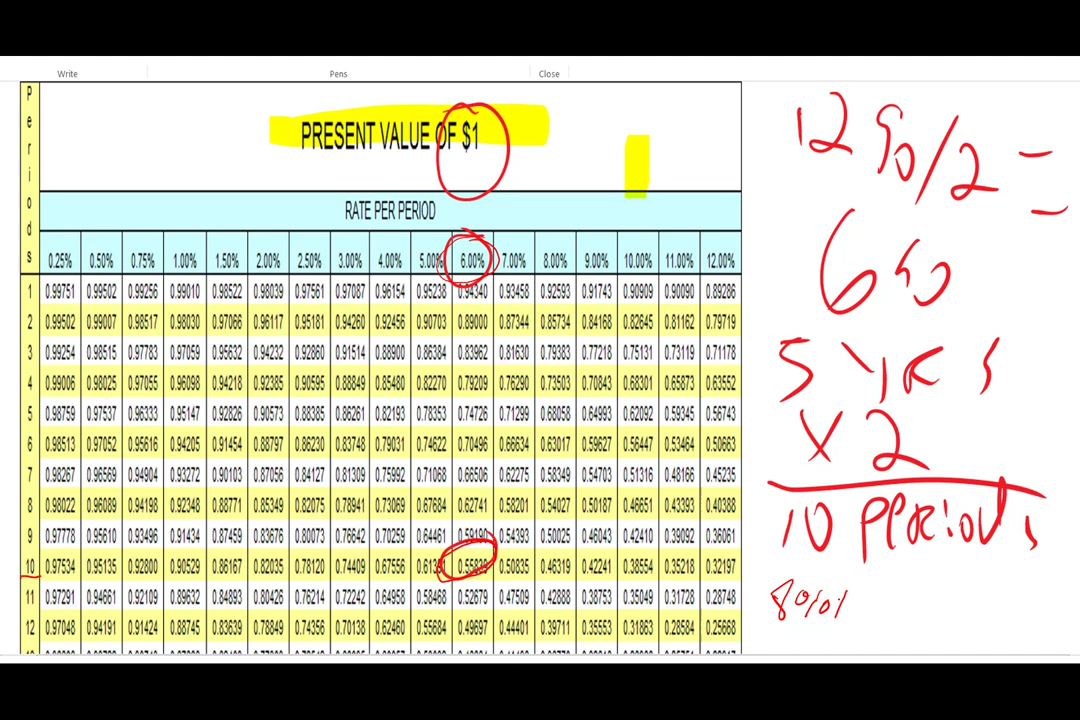 Write Pens Close
Periods
PRESENT VALUE OF $1
RATE PER PERIOD
0.25% 0.50% 0.75% 1.00% 1.50% 2.00% 2.50% 3.00% 4.00% 5.00% 6.00% 7.00% 8.00% 9.00% 10.00% 11.00% 12.00%
1 0.99751 0.99502 0.99256 0.99010 0.98522 0.98039 0.97561 0.97087 0.96154 0.95238 0.94340 0.93458 0.92593 0.91743 0.90909 0.90090 0.89286
2 0.99502 0.99007 0.98517 0.98030 0.97066 0.96117 0.95181 0.94260 0.92456 0.90703 0.89000 0.87344 0.85734 0.84168 0.82645 0.81162 0.79719
3 0.99254 0.98515 0.97783 0.97059 0.95632 0.94232 0.92860 0.91514 0.88900 0.86384 0.83962 0.81630 0.79383 0.77218 0.75131 0.73119 0.71178
4 0.99006 0.98025 0.97055 0.96098 0.94218 0.92385 0.90595 0.88849 0.85480 0.82270 0.79209 0.76290 0.73503 0.70843 0.68301 0.65873 0.63552
5 0.98759 0.97537 0.96333 0.95147 0.92826 0.90573 0.88385 0.86261 0.82193 0.78353 0.74726 0.71299 0.68058 0.64993 0.62092 0.59345 0.56743
6 0.98513 0.97052 0.95616 0.94205 0.91454 0.88797 0.86230 0.83748 0.79031 0.74622 0.70496 0.66634 0.63017 0.59627 0.56447 0.53464 0.50663
7 0.98267 0.96569 0.94904 0.93272 0.90103 0.87056 0.84127 0.81309 0.75992 0.71068 0.66506 0.62275 0.58349 0.54703 0.51316 0.48166 0.45235
8 0.98022 0.96089 0.94198 0.92348 0.88771 0.85349 0.82075 0.78941 0.73069 0.67684 0.62741 0.58201 0.54027 0.50187 0.46651 0.43393 0.40388
9 0.97778 0.95610 0.93496 0.91434 0.87459 0.83676 0.80073 0.76642 0.70259 0.64461 0.59190 0.54393 0.50025 0.46043 0.42410 0.39092 0.36061
10 0.97534 0.95135 0.92800 0.90529 0.86167 0.82035 0.78120 0.74409 0.67556 0.50835 0.46319 0.42241 0.38554 0.35218 0.32197
11 0.97291 0.94661 0.92109 0.89632 0.84893 0.80426 0.76214 0.72242 0.64958 0.58468 0.52679 0.47509 0.42888 0.38753 0.35049 0.31728 0.28748
12 0.97048 0.94191 0.91424 0.88745 0.83639 0.78849 0.74356 0.70138 0.62460 0.55684 0.49697 0.44401 0.39711 0.35553 0.31863 0.28584 0.25668
12 %/2 =
6%
5 YRS
X 2
10 PPERIODS